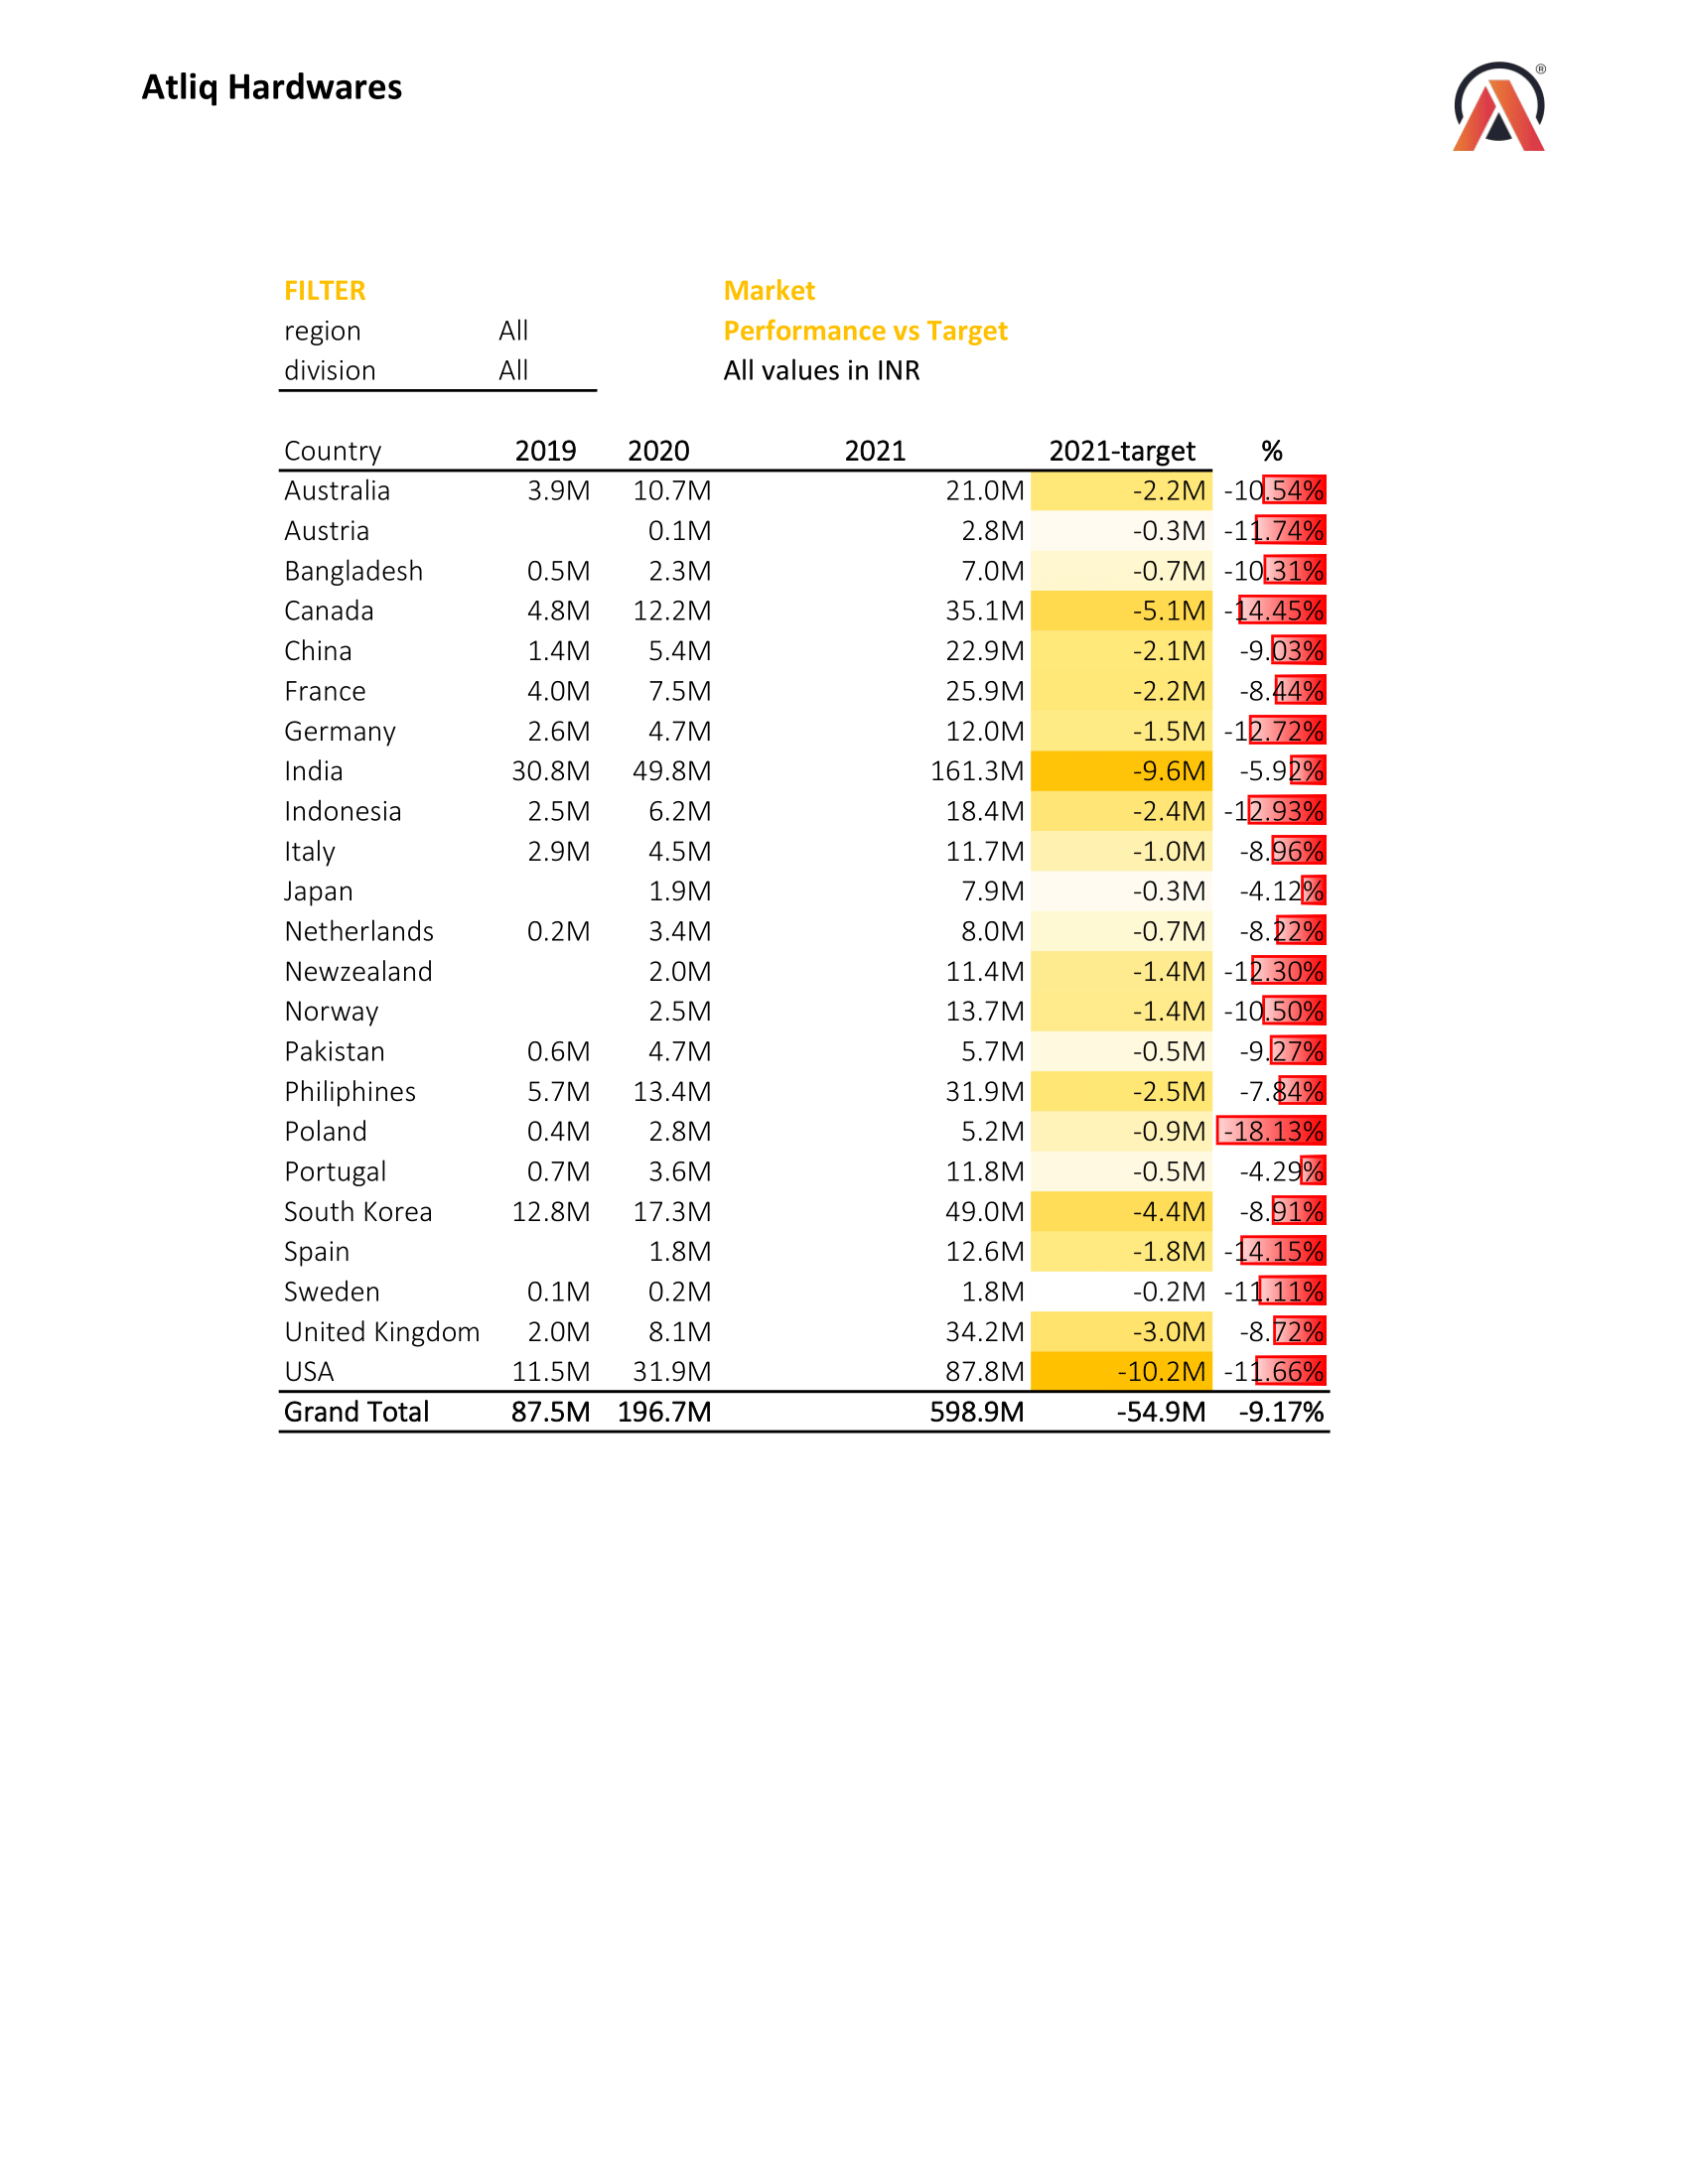 Atliq Hardwares
®
FILTER Market
region All Performance vs Target
division All All values in INR
Country 2019 2020 2021 2021-target %
Australia 3.9M 10.7M 21.0M -2.2M -10.54%
Austria 0.1M 2.8M -0.3M -11.74%
Bangladesh 0.5M 2.3M 7.0M -0.7M -10.31%
Canada 4.8M 12.2M 35.1M -5.1M -14.45%
China 1.4M 5.4M 22.9M -2.1M -9.03%
France 4.0M 7.5M 25.9M -2.2M -8.44%
Germany 2.6M 4.7M 12.0M -1.5M -12.72%
India 30.8M 49.8M 161.3M -9.6M -5.92%
Indonesia 2.5M 6.2M 18.4M -2.4M -12.93%
Italy 2.9M 4.5M 11.7M -1.0M -8.96%
Japan 1.9M 7.9M -0.3M -4.12%
Netherlands 0.2M 3.4M 8.0M -0.7M -8.22%
Newzealand 2.0M 11.4M -1.4M -12.30%
Norway 2.5M 13.7M -1.4M -10.50%
Pakistan 0.6M 4.7M 5.7M -0.5M -9.27%
Philiphines 5.7M 13.4M 31.9M -2.5M -7.84%
Poland 0.4M 2.8M 5.2M -0.9M -18.13%
Portugal 0.7M 3.6M 11.8M -0.5M -4.29%
South Korea 12.8M 17.3M 49.0M -4.4M -8.91%
Spain 1.8M 12.6M -1.8M -14.15%
Sweden 0.1M 0.2M 1.8M -0.2M -11.11%
United Kingdom 2.0M 8.1M 34.2M -3.0M -8.72%
USA 11.5M 31.9M 87.8M -10.2M -11.66%
Grand Total 87.5M 196.7M 598.9M -54.9M -9.17%